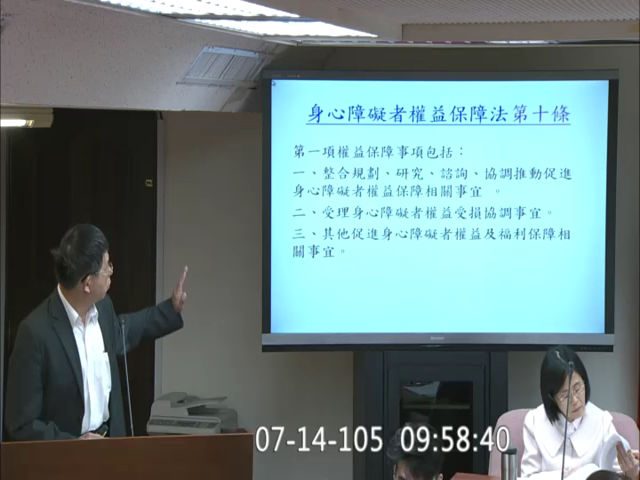 身心障礙者權益保障法第十條
第一項權益保障事項包括：
一、整合規劃、研究、諮詢、協調推動促進
身心障礙者權益保障相關事宜 。
二、受理身心障礙者權益受損協調事宜。
三、其他促進身心障礙者權益及福利保障相
關事宜。
07-14-105 09:58:40